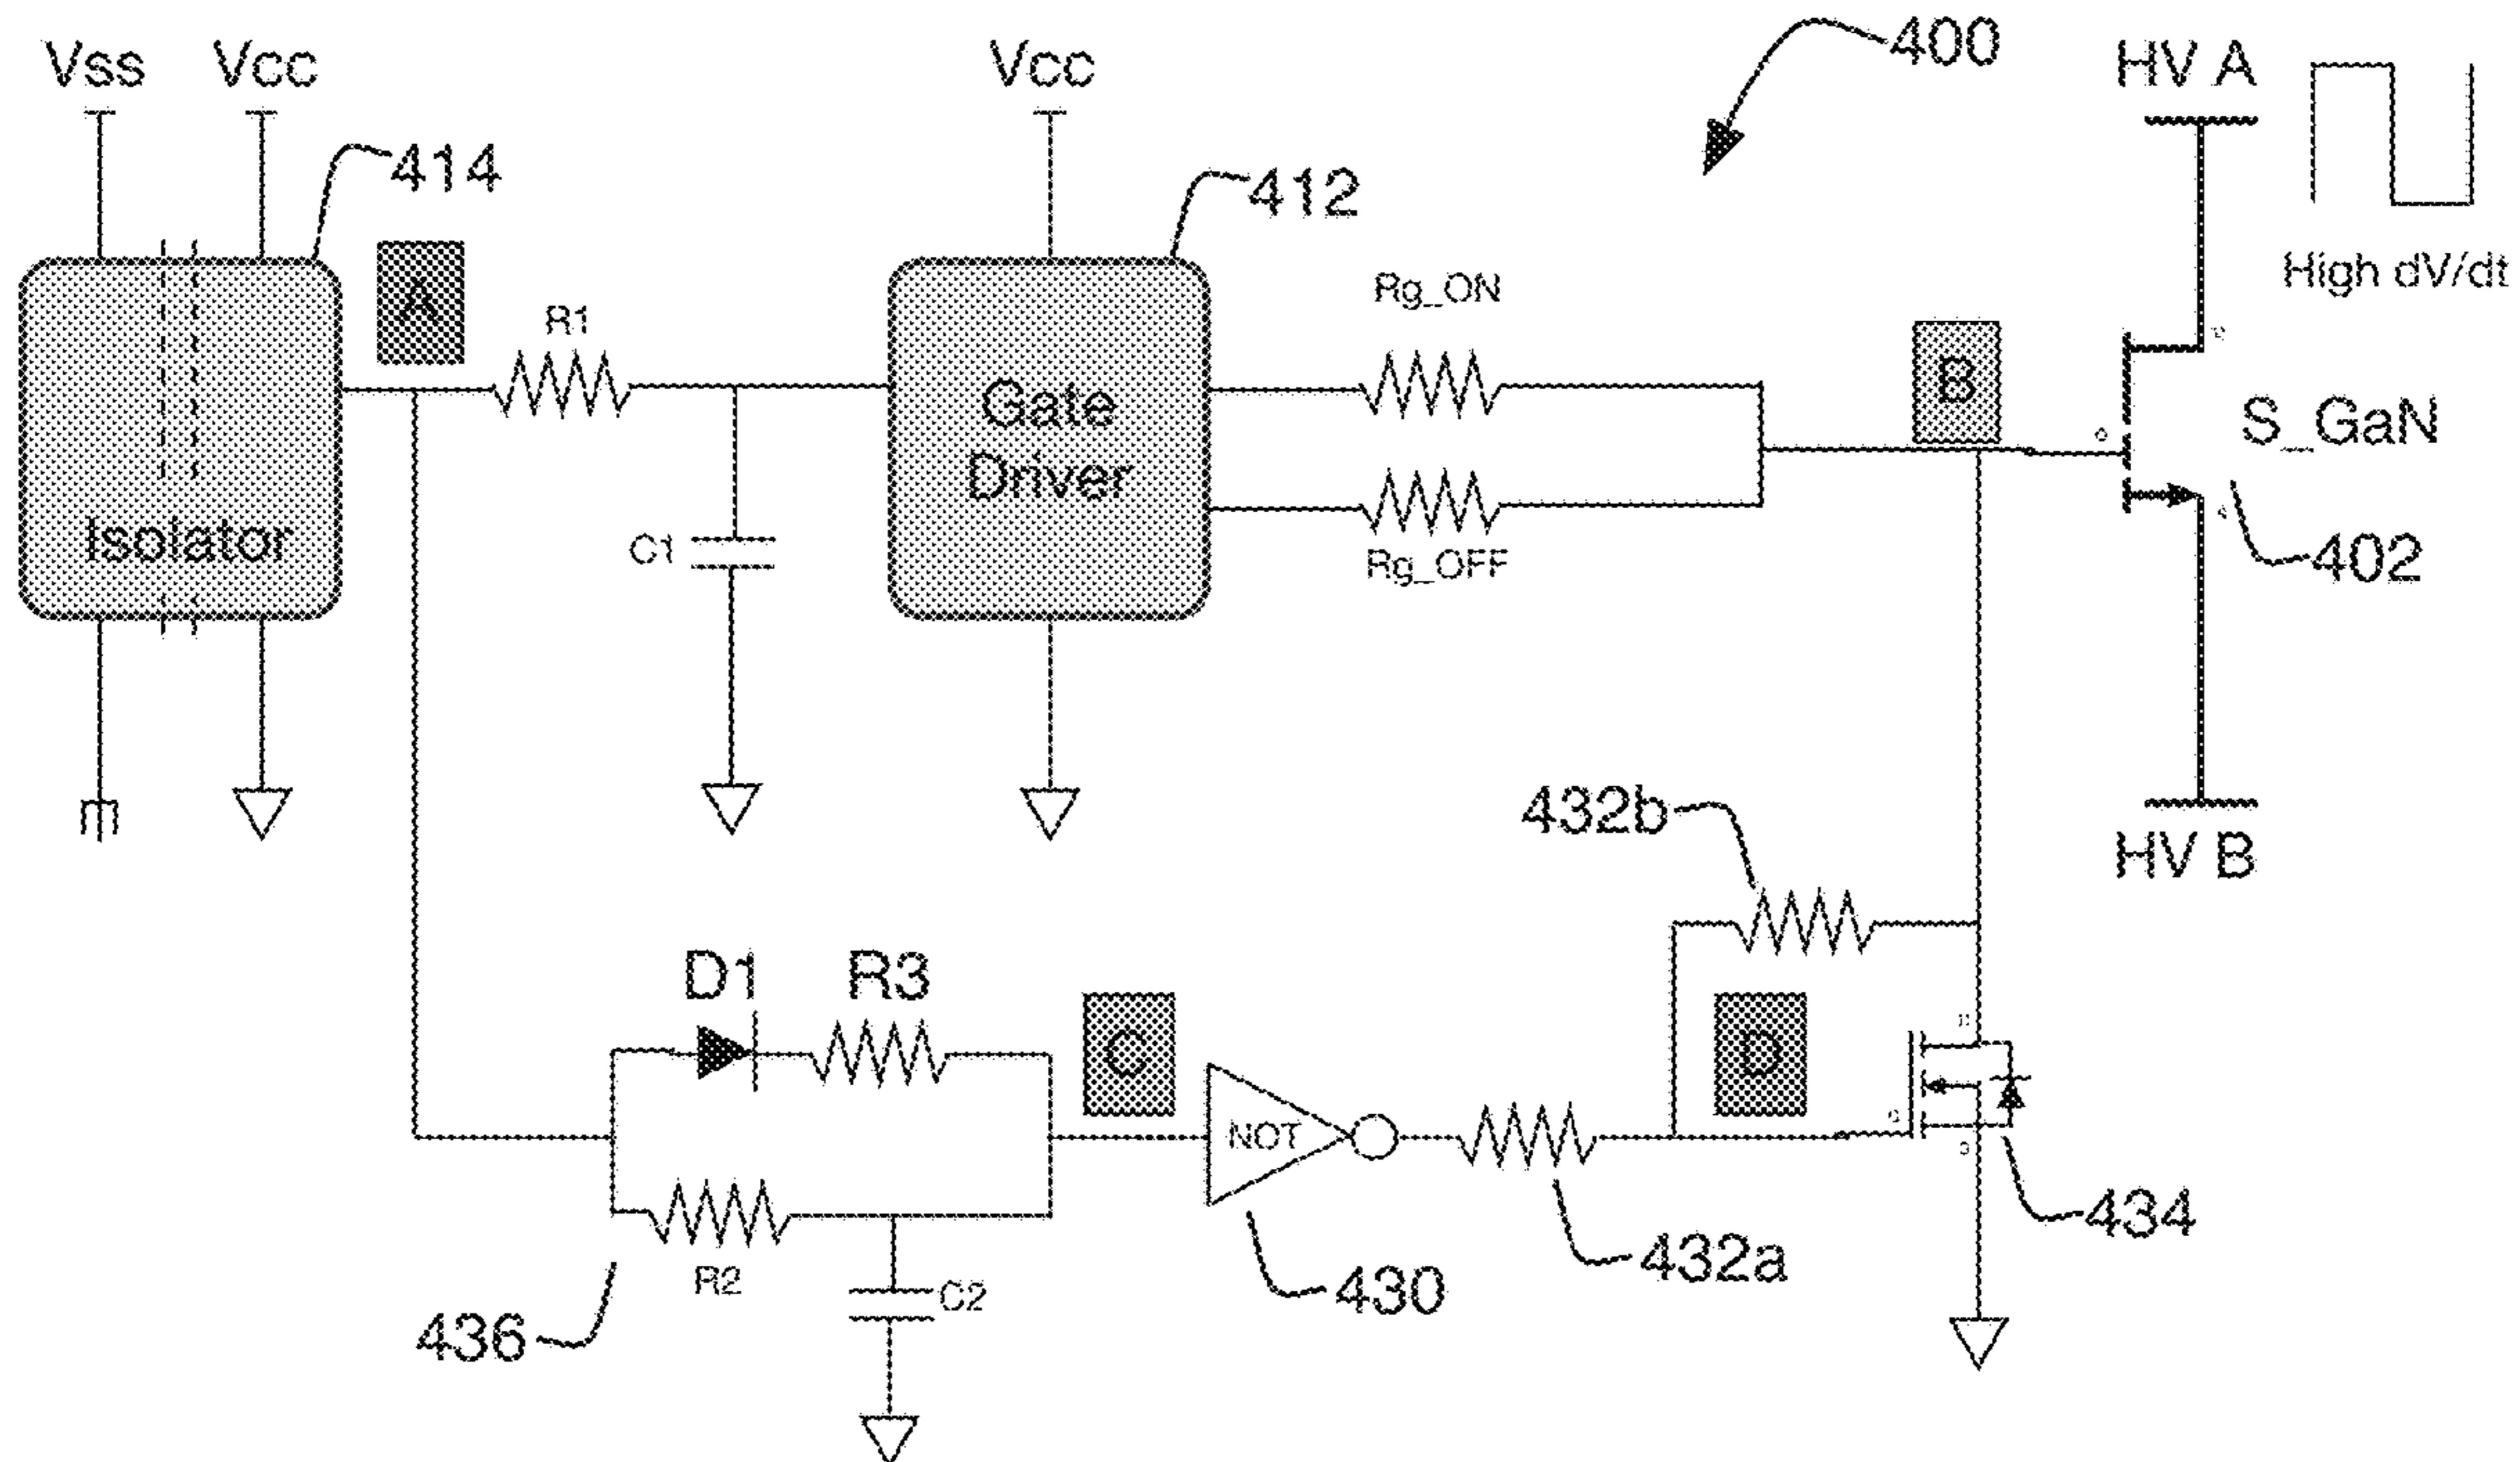 Vss
Vcc
Vcc
400
HV A
414
412
High dV/dt
A
R1
Rg_ON
B
Gate
Driver
S_GaN
Isolator
C1
Rg_OFF
402
432b
HV B
D1
R3
C
D
NOT
434
432a
R2
C2
430
436